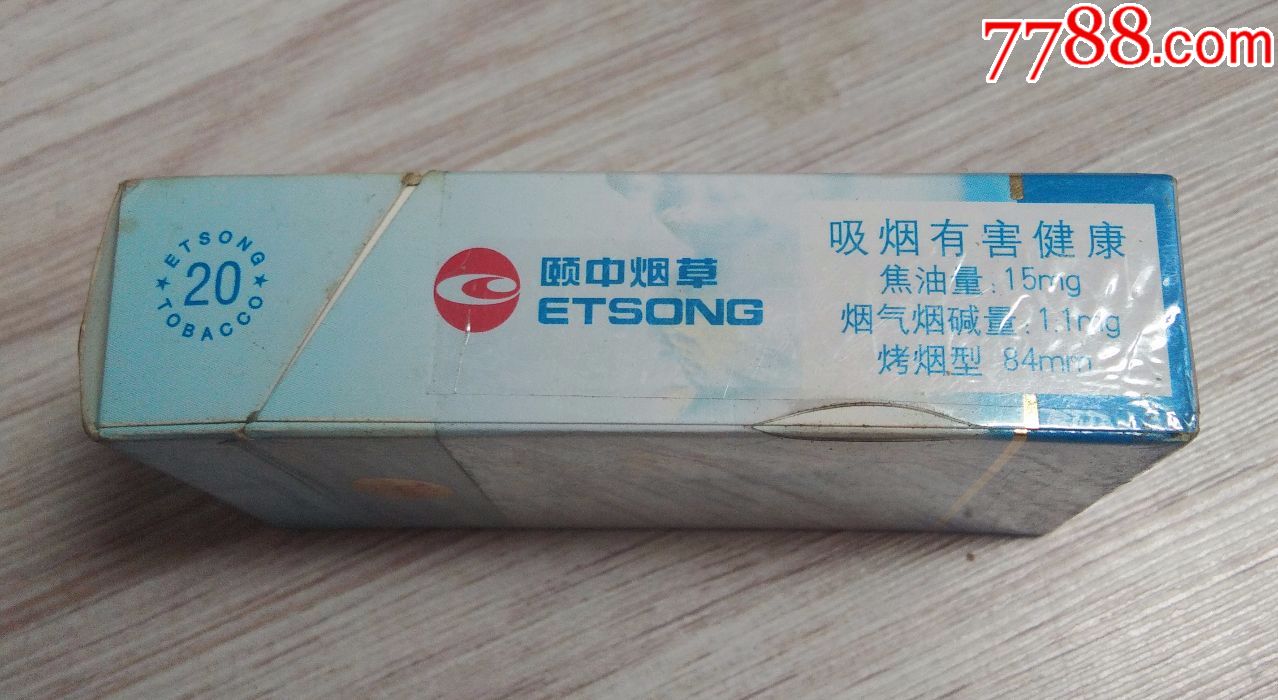 7788.com
ETSONG
20
TOBACCO
颐中烟草
ETSONG
吸烟有害健康
焦油量:15mg
烟气烟碱量:1.1mg
烤烟型 84mm